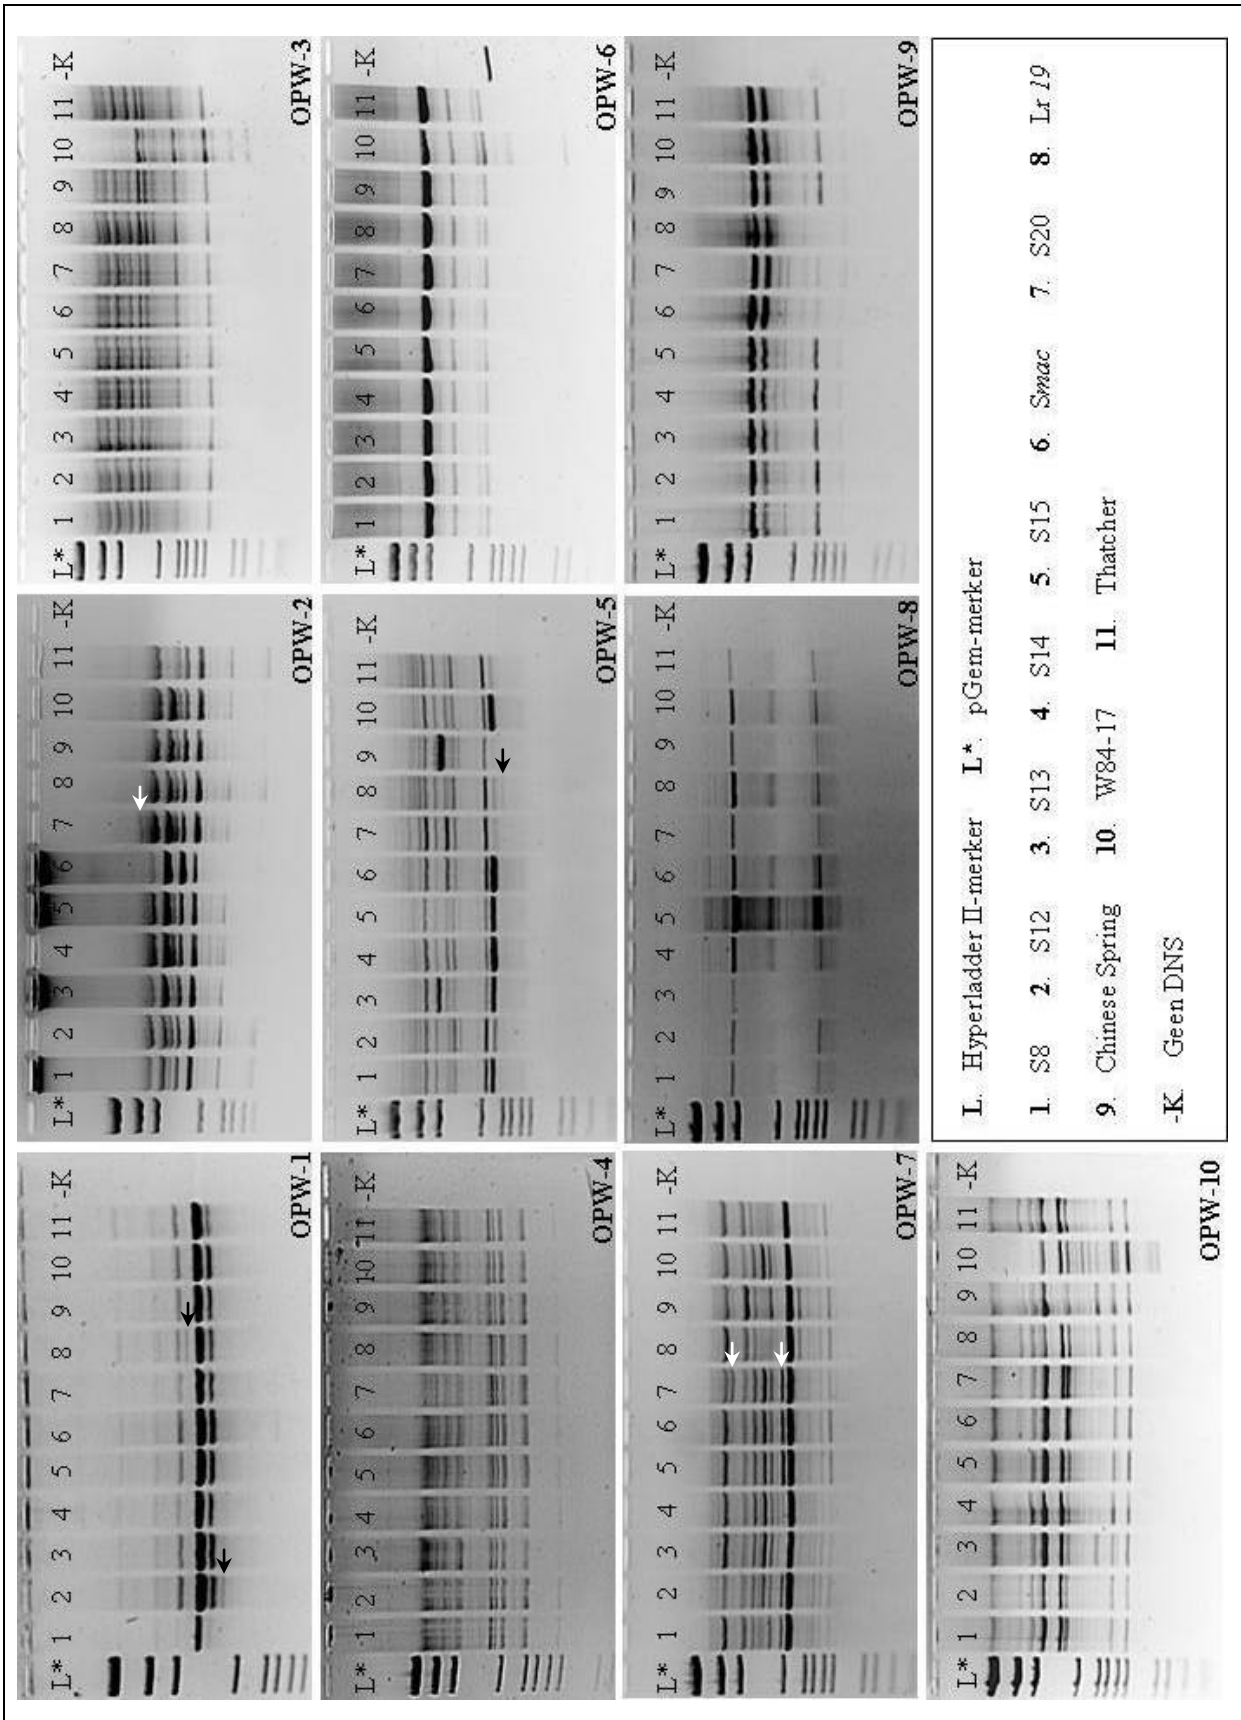 L* 1 2 3 4 5 6 7 8 9 10 11 -K
OPW-1
L* 1 2 3 4 5 6 7 8 9 10 11 -K
OPW-2
L* 1 2 3 4 5 6 7 8 9 10 11 -K
OPW-3
L* 1 2 3 4 5 6 7 8 9 10 11 -K
OPW-4
L* 1 2 3 4 5 6 7 8 9 10 11 -K
OPW-5
L* 1 2 3 4 5 6 7 8 9 10 11 -K
OPW-6
L* 1 2 3 4 5 6 7 8 9 10 11 -K
OPW-7
L* 1 2 3 4 5 6 7 8 9 10 11 -K
OPW-8
L* 1 2 3 4 5 6 7 8 9 10 11 -K
OPW-9
L* 1 2 3 4 5 6 7 8 9 10 11 -K
OPW-10
L. Hyperladder II-merker L*. pGem-merker
1. S8 2. S12 3. S13 4. S14 5. S15 6. Smac 7. S20 8. Lr 19
9. Chinese Spring 10. W84-17 11. Thatcher
-K. Geen DNS